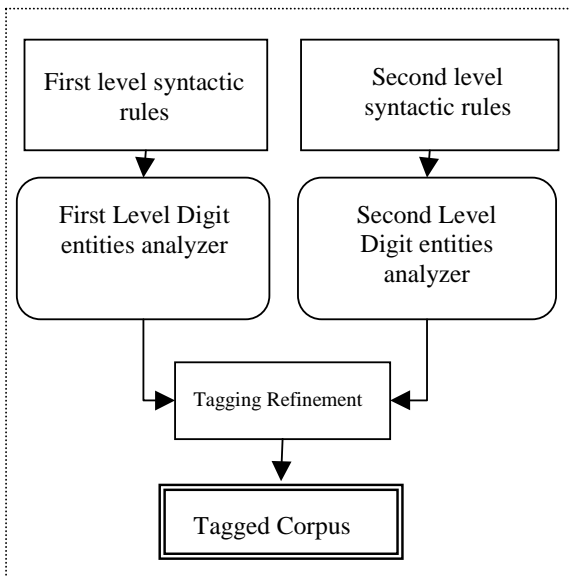 First level syntactic
rules
Second level
syntactic rules
First Level Digit
entities analyzer
Second Level
Digit entities
analyzer
Tagging Refinement
Tagged Corpus